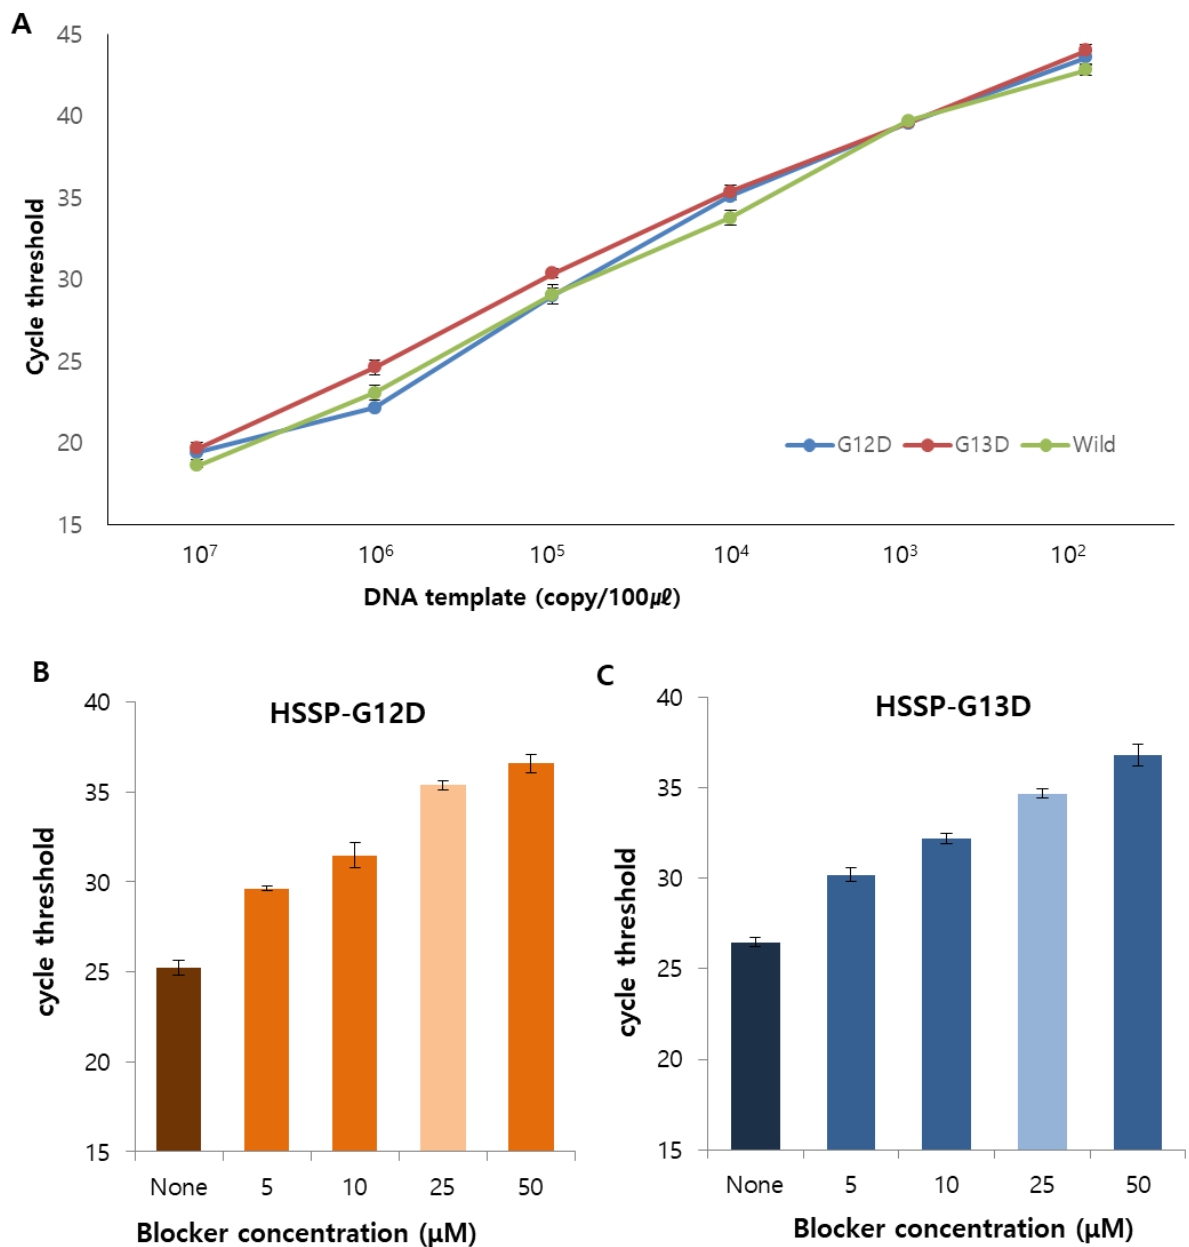 A
45
40
35
30
25
20
15
Cycle threshold
G12D G13D Wild
10⁷ 10⁶ 10⁵ 10⁴ 10³ 10²
DNA template (copy/100㎕)
B
HSSP-G12D
40
35
30
25
20
15
cycle threshold
None 5 10 25 50
Blocker concentration (μM)
C
HSSP-G13D
40
35
30
25
20
15
cycle threshold
None 5 10 25 50
Blocker concentration (μM)